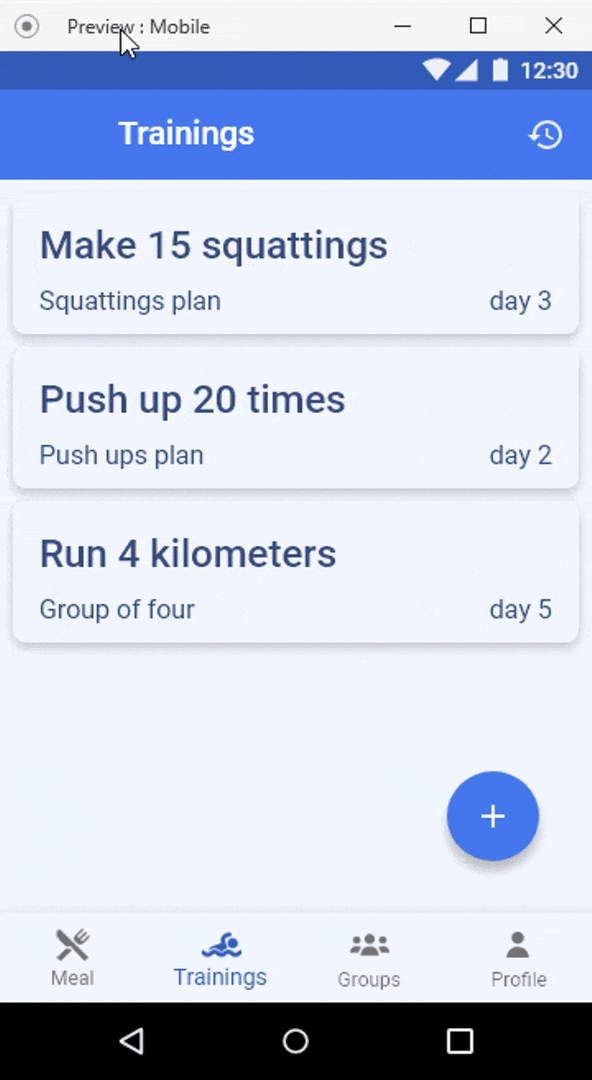 Preview : Mobile
12:30
Trainings
Make 15 squattings
Squattings plan day 3
Push up 20 times
Push ups plan day 2
Run 4 kilometers
Group of four day 5
Meal Trainings Groups Profile